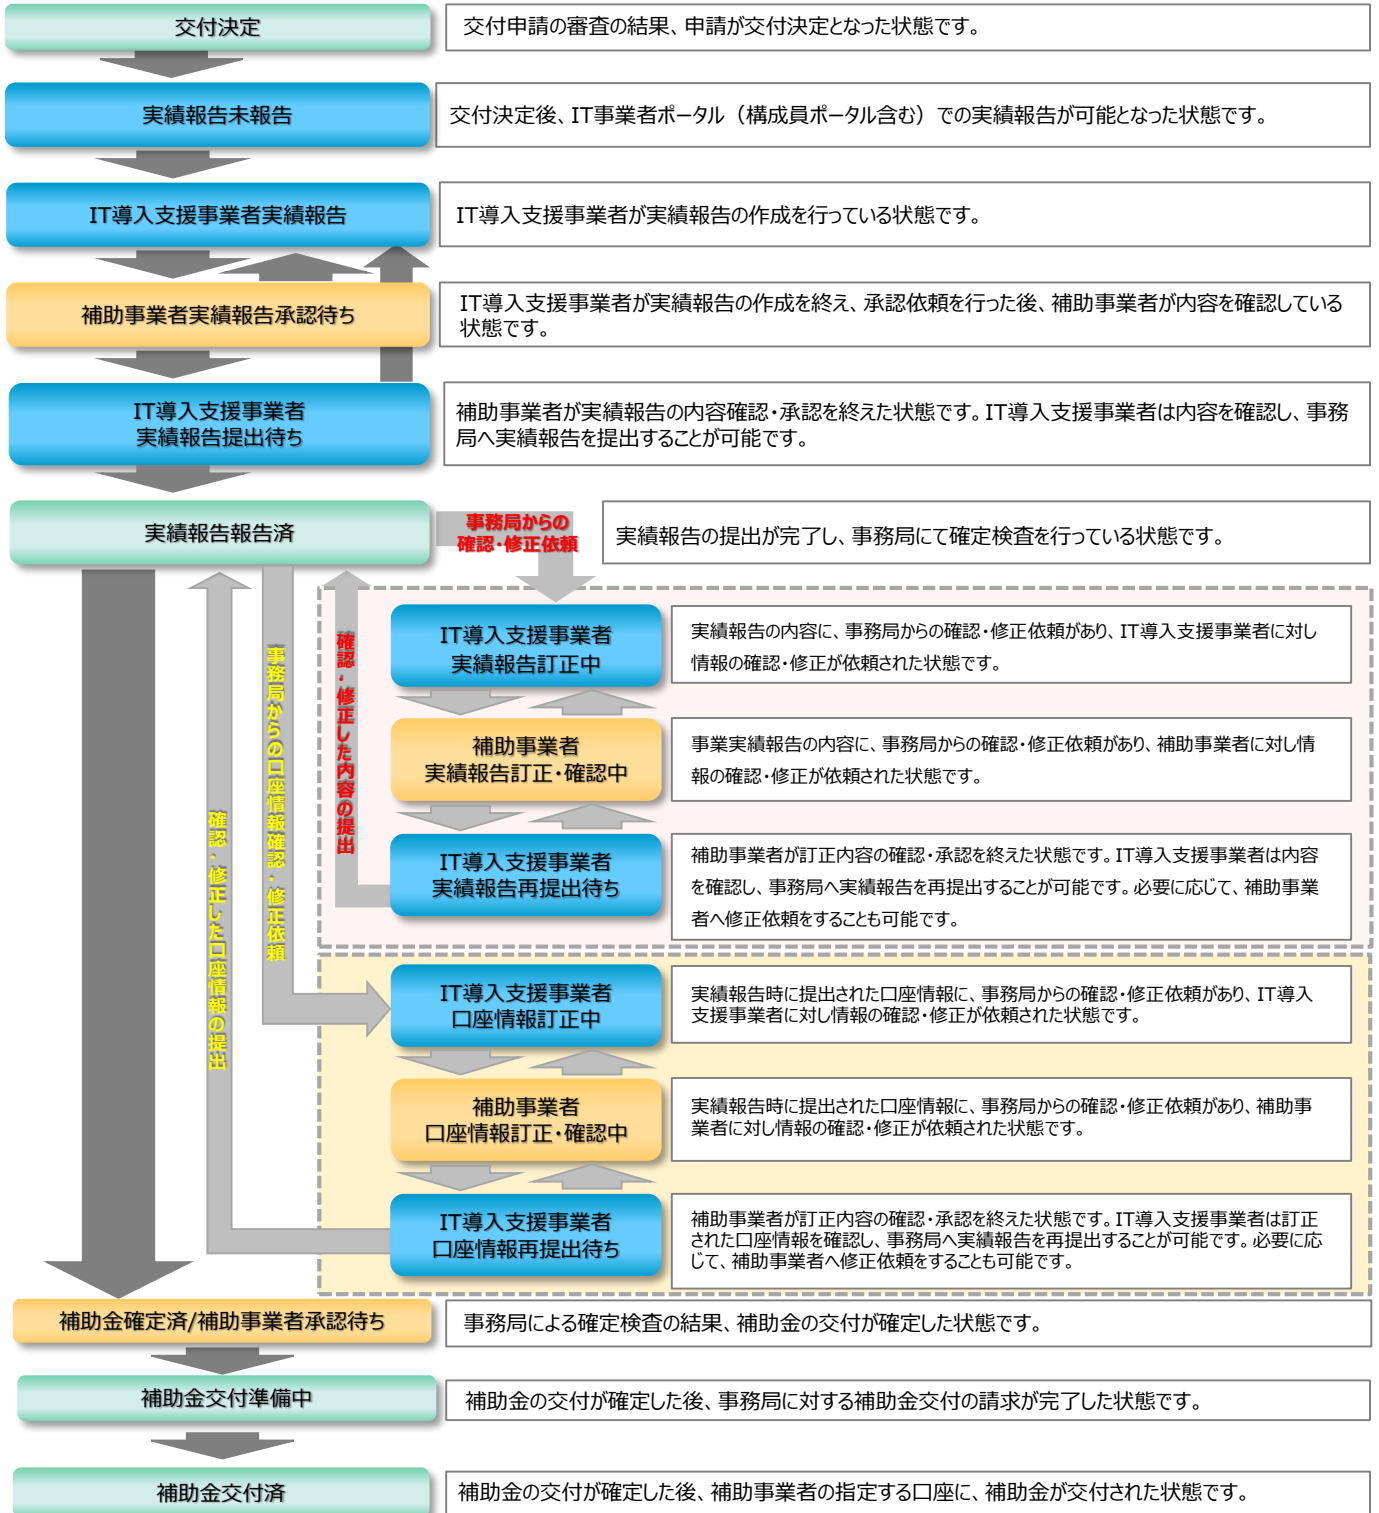 交付決定
交付申請の審査の結果、申請が交付決定となった状態です。
実績報告未報告
交付決定後、IT事業者ポータル（構成員ポータル含む）での実績報告が可能となった状態です。
IT導入支援事業者実績報告
IT導入支援事業者が実績報告の作成を行っている状態です。
補助事業者実績報告承認待ち
IT導入支援事業者が実績報告の作成を終え、承認依頼を行った後、補助事業者が内容を確認している
状態です。
IT導入支援事業者
実績報告提出待ち
補助事業者が実績報告の内容確認・承認を終えた状態です。IT導入支援事業者は内容を確認し、事務
局へ実績報告を提出することが可能です。
実績報告報告済
事務局からの
確認・修正依頼
実績報告の提出が完了し、事務局にて確定検査を行っている状態です。
確認・修正した口座情報の提出
事務局からの口座情報確認・修正依頼
確認・修正した内容の提出
IT導入支援事業者
実績報告訂正中
実績報告の内容に、事務局からの確認・修正依頼があり、IT導入支援事業者に対し
情報の確認・修正が依頼された状態です。
補助事業者
実績報告訂正・確認中
事業実績報告の内容に、事務局からの確認・修正依頼があり、補助事業者に対し情
報の確認・修正が依頼された状態です。
IT導入支援事業者
実績報告再提出待ち
補助事業者が訂正内容の確認・承認を終えた状態です。IT導入支援事業者は内容
を確認し、事務局へ実績報告を再提出することが可能です。必要に応じて、補助事業
者へ修正依頼をすることも可能です。
IT導入支援事業者
口座情報訂正中
実績報告時に提出された口座情報に、事務局からの確認・修正依頼があり、IT導入
支援事業者に対し情報の確認・修正が依頼された状態です。
補助事業者
口座情報訂正・確認中
実績報告時に提出された口座情報に、事務局からの確認・修正依頼があり、補助事
業者に対し情報の確認・修正が依頼された状態です。
IT導入支援事業者
口座情報再提出待ち
補助事業者が訂正内容の確認・承認を終えた状態です。IT導入支援事業者は訂正
された口座情報を確認し、事務局へ実績報告を再提出することが可能です。必要に応
じて、補助事業者へ修正依頼をすることも可能です。
補助金確定済/補助事業者承認待ち
事務局による確定検査の結果、補助金の交付が確定した状態です。
補助金交付準備中
補助金の交付が確定した後、事務局に対する補助金交付の請求が完了した状態です。
補助金交付済
補助金の交付が確定した後、補助事業者の指定する口座に、補助金が交付された状態です。